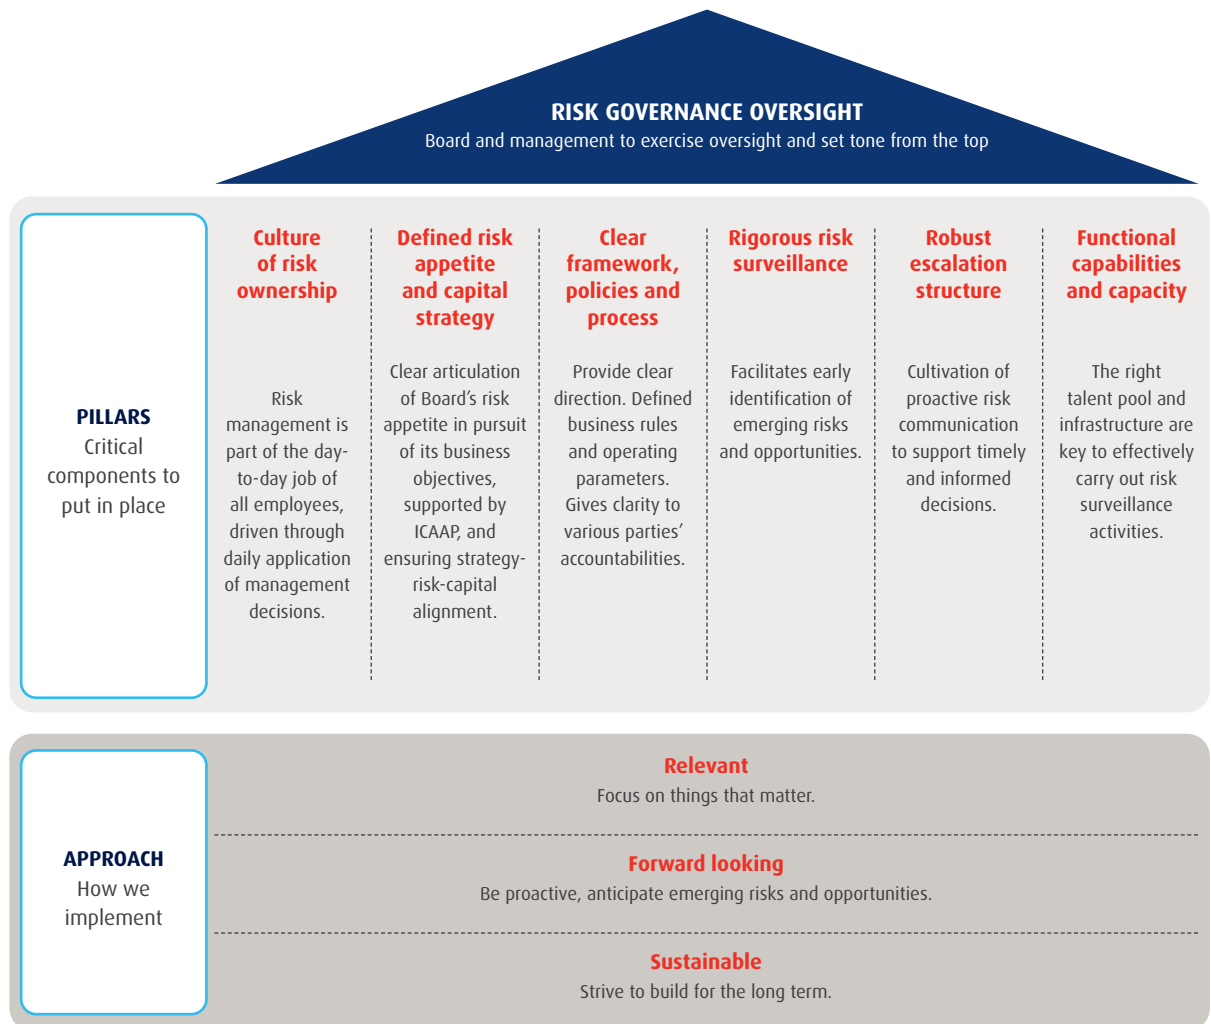 RISK GOVERNANCE OVERSIGHT
Board and management to exercise oversight and set tone from the top
PILLARS
Critical
components to
put in place
Culture
of risk
ownership
Risk
management is
part of the day-
to-day job of
all employees,
driven through
daily application
of management
decisions.
Defined risk
appetite
and capital
strategy
Clear articulation
of Board’s risk
appetite in pursuit
of its business
objectives,
supported by
ICAAP, and
ensuring strategy-
risk-capital
alignment.
Clear
framework,
policies and
process
Provide clear
direction. Defined
business rules
and operating
parameters.
Gives clarity to
various parties’
accountabilities.
Rigorous risk
surveillance
Facilitates early
identification of
emerging risks
and opportunities.
Robust
escalation
structure
Cultivation of
proactive risk
communication
to support timely
and informed
decisions.
Functional
capabilities
and capacity
The right
talent pool and
infrastructure are
key to effectively
carry out risk
surveillance
activities.
APPROACH
How we
implement
Relevant
Focus on things that matter.
Forward looking
Be proactive, anticipate emerging risks and opportunities.
Sustainable
Strive to build for the long term.